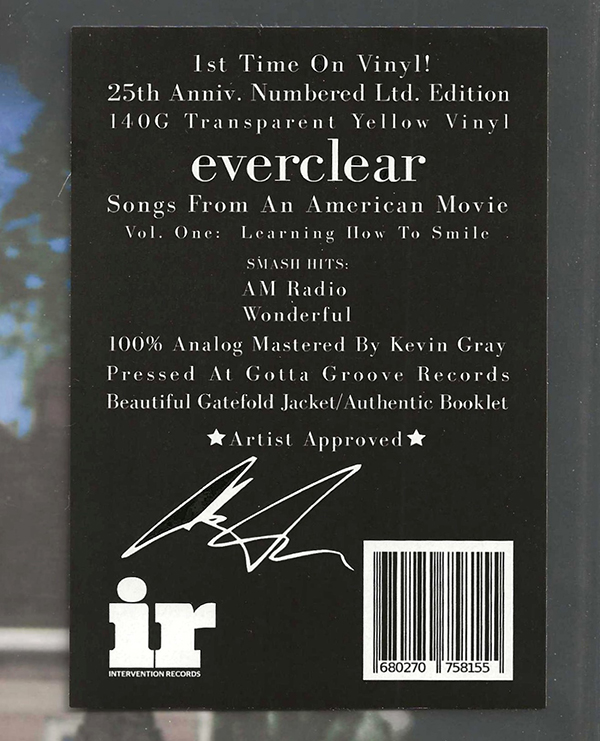 1st Time On Vinyl!
25th Anniv. Numbered Ltd. Edition
140G Transparent Yellow Vinyl
everclear
Songs From An American Movie
Vol. One: Learning How To Smile
SMASH HITS:
AM Radio
Wonderful
100% Analog Mastered By Kevin Gray
Pressed At Gotta Groove Records
Beautiful Gatefold Jacket/Authentic Booklet
★Artist Approved★
ir
INTERVENTION RECORDS
680270 758155